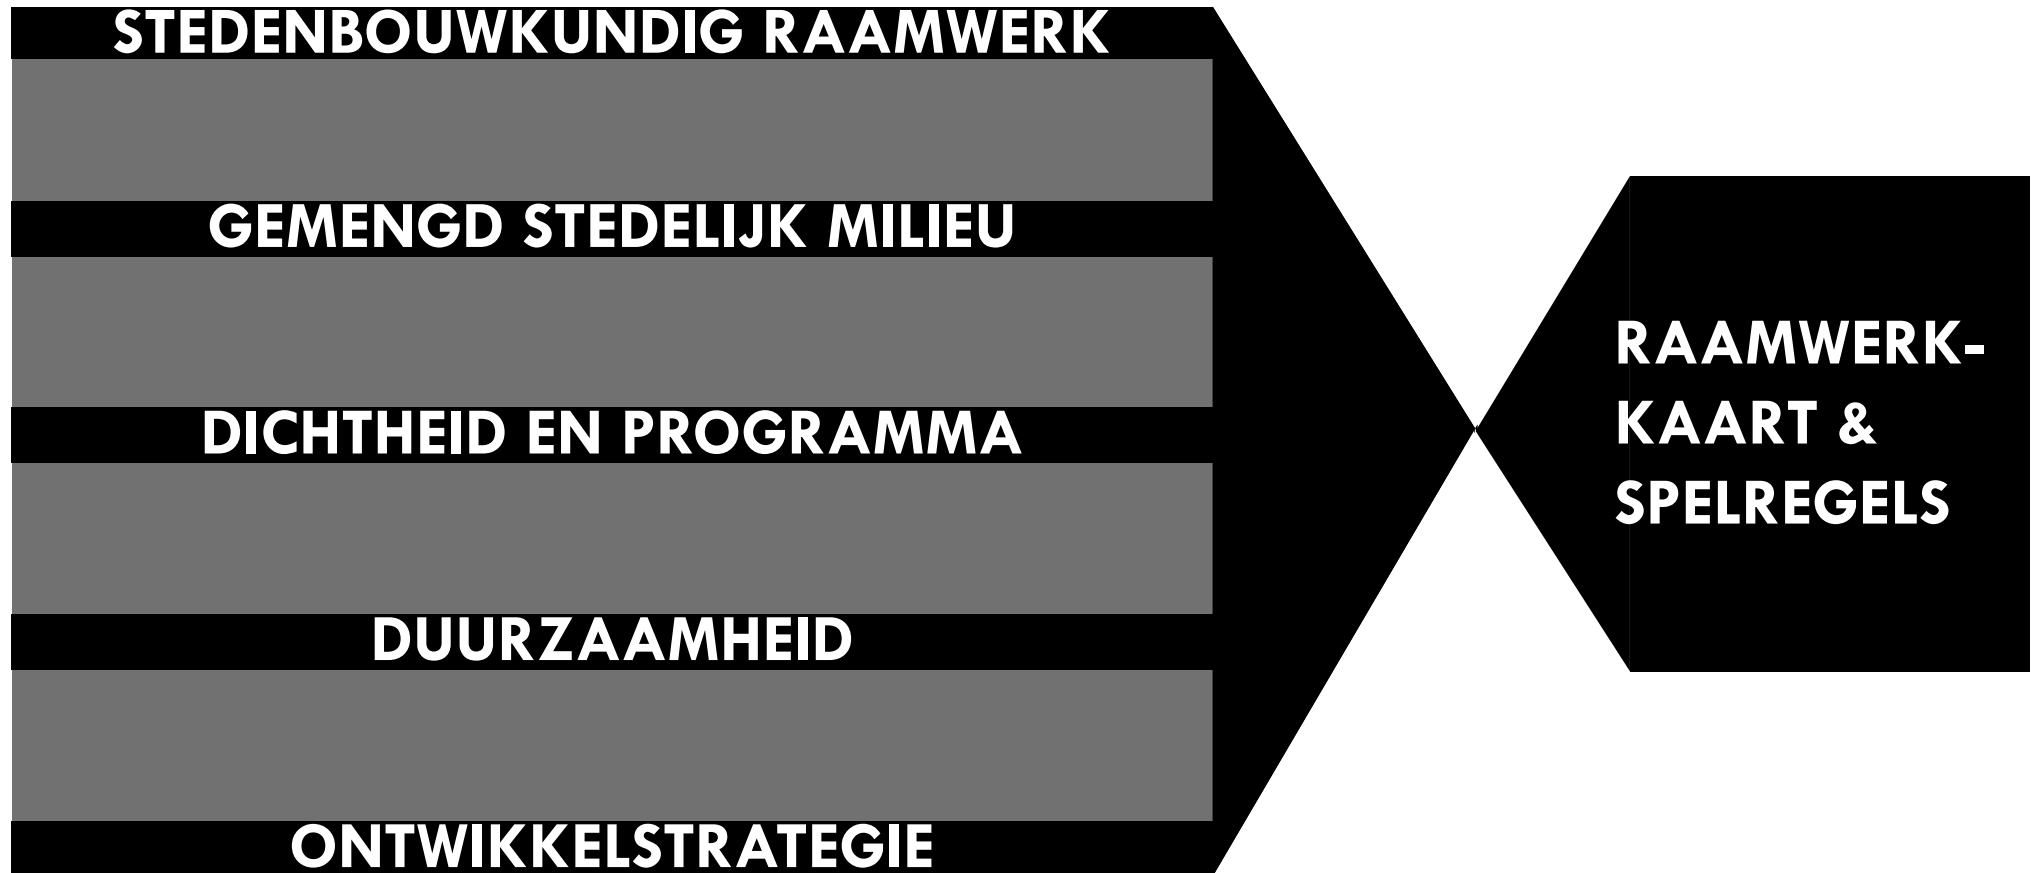 STEDENBOUWKUNDIG RAAMWERK
GEMENGD STEDELIJK MILIEU
DICHTHEID EN PROGRAMMA
DUURZAAMHEID
ONTWIKKELSTRATEGIE
RAAMWERK-
KAART &
SPELREGELS